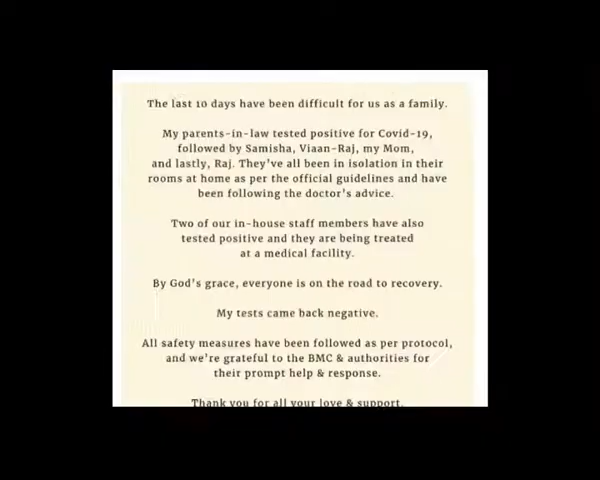 The last 10 days have been difficult for us as a family.
My parents-in-law tested positive for Covid-19,
followed by Samisha, Viaan-Raj, my Mom,
and lastly, Raj. They've all been in isolation in their
rooms at home as per the official guidelines and have
been following the doctor's advice.
Two of our in-house staff members have also
tested positive and they are being treated
at a medical facility.
By God's grace, everyone is on the road to recovery.
My tests came back negative.
All safety measures have been followed as per protocol,
and we're grateful to the BMC & authorities for
their prompt help & response.
Thank you for all your love & support.